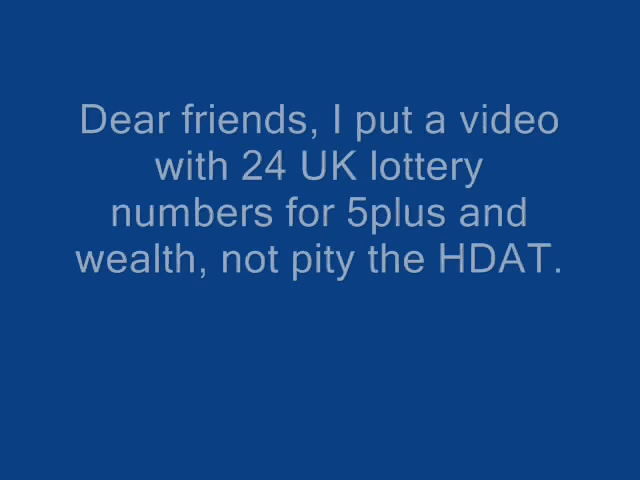 Dear friends, I put a video
with 24 UK lottery
numbers for 5plus and
wealth, not pity the HDAT.